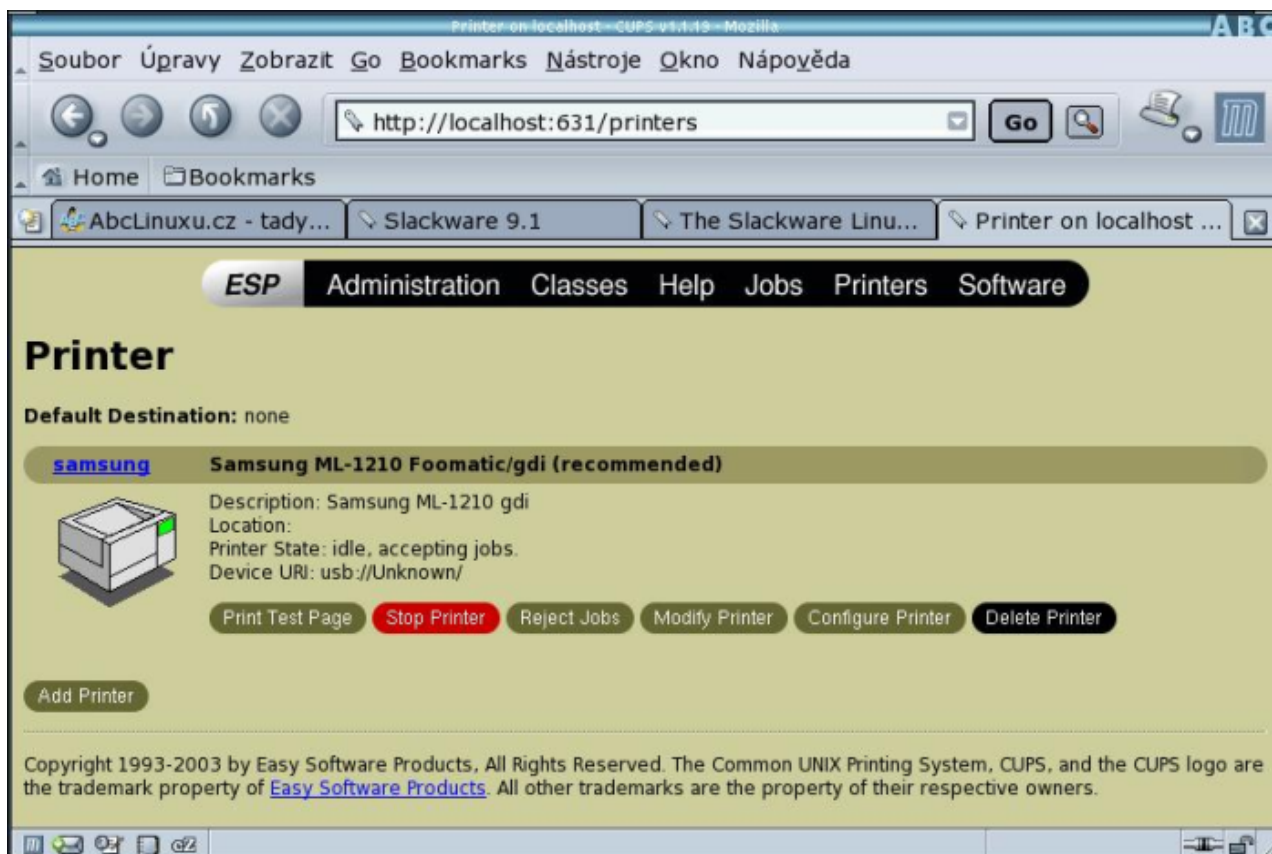 Printer on localhost - CUPS v1.1.19 - Mozilla
ABC
Soubor Úpravy Zobrazit Go Bookmarks Nástroje Okno Nápověda
http://localhost:631/printers Go
Home Bookmarks
AbcLinuxu.cz - tady... Slackware 9.1 The Slackware Linu... Printer on localhost ...
ESP Administration Classes Help Jobs Printers Software
Printer
Default Destination: none
samsung Samsung ML-1210 Foomatic/gdi (recommended)
Description: Samsung ML-1210 gdi
Location:
Printer State: idle, accepting jobs.
Device URI: usb://Unknown/
Print Test Page Stop Printer Reject Jobs Modify Printer Configure Printer Delete Printer
Add Printer
Copyright 1993-2003 by Easy Software Products, All Rights Reserved. The Common UNIX Printing System, CUPS, and the CUPS logo are
the trademark property of Easy Software Products. All other trademarks are the property of their respective owners.